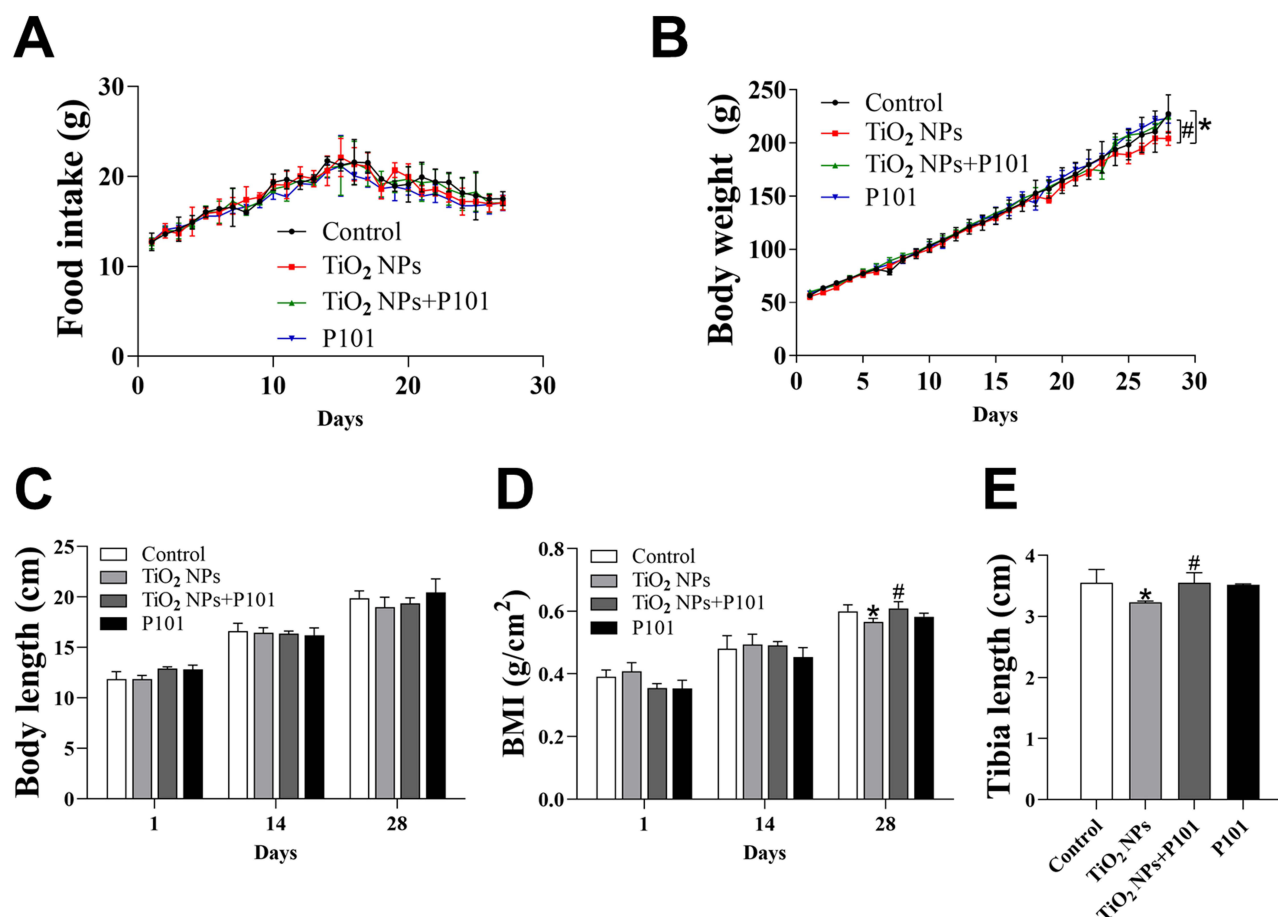 A
Food intake (g)
30
20
10
0
0 10 20 30
Days
Control
TiO2 NPs
TiO2 NPs+P101
P101
B
Body weight (g)
250
200
150
100
50
0
0 5 10 15 20 25 30
Days
Control
TiO2 NPs
TiO2 NPs+P101
P101
# *
C
Body length (cm)
25
20
15
10
5
0
1 14 28
Days
Control
TiO2 NPs
TiO2 NPs+P101
P101
D
BMI (g/cm2)
0.8
0.6
0.4
0.2
0.0
1 14 28
Days
Control
TiO2 NPs
TiO2 NPs+P101
P101
* #
E
Tibia length (cm)
4
3
2
1
0
* #
Control
TiO2 NPs
TiO2 NPs+P101
P101